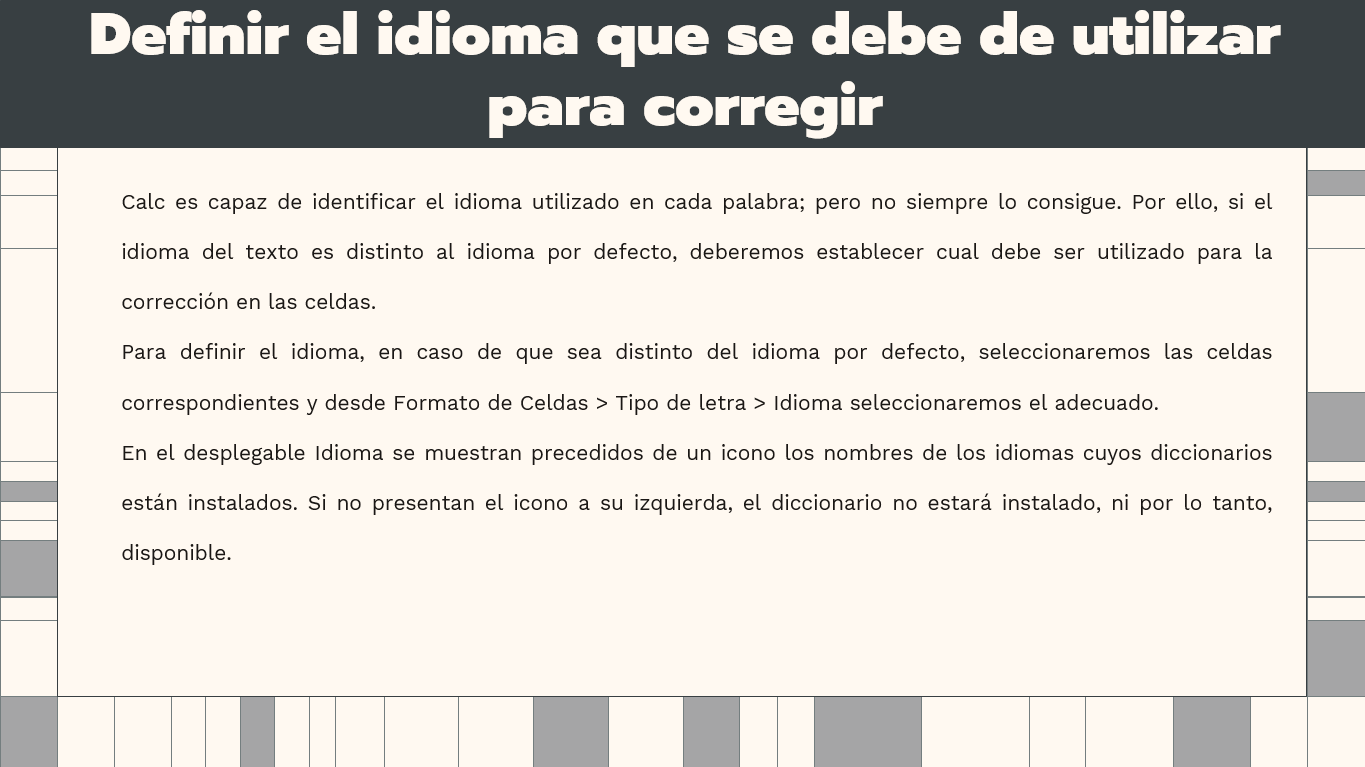 Definir el idioma que se debe de utilizar
para corregir
Calc es capaz de identificar el idioma utilizado en cada palabra; pero no siempre lo consigue. Por ello, si el
idioma del texto es distinto al idioma por defecto, deberemos establecer cual debe ser utilizado para la
corrección en las celdas.
Para definir el idioma, en caso de que sea distinto del idioma por defecto, seleccionaremos las celdas
correspondientes y desde Formato de Celdas > Tipo de letra > Idioma seleccionaremos el adecuado.
En el desplegable Idioma se muestran precedidos de un icono los nombres de los idiomas cuyos diccionarios
están instalados. Si no presentan el icono a su izquierda, el diccionario no estará instalado, ni por lo tanto,
disponible.